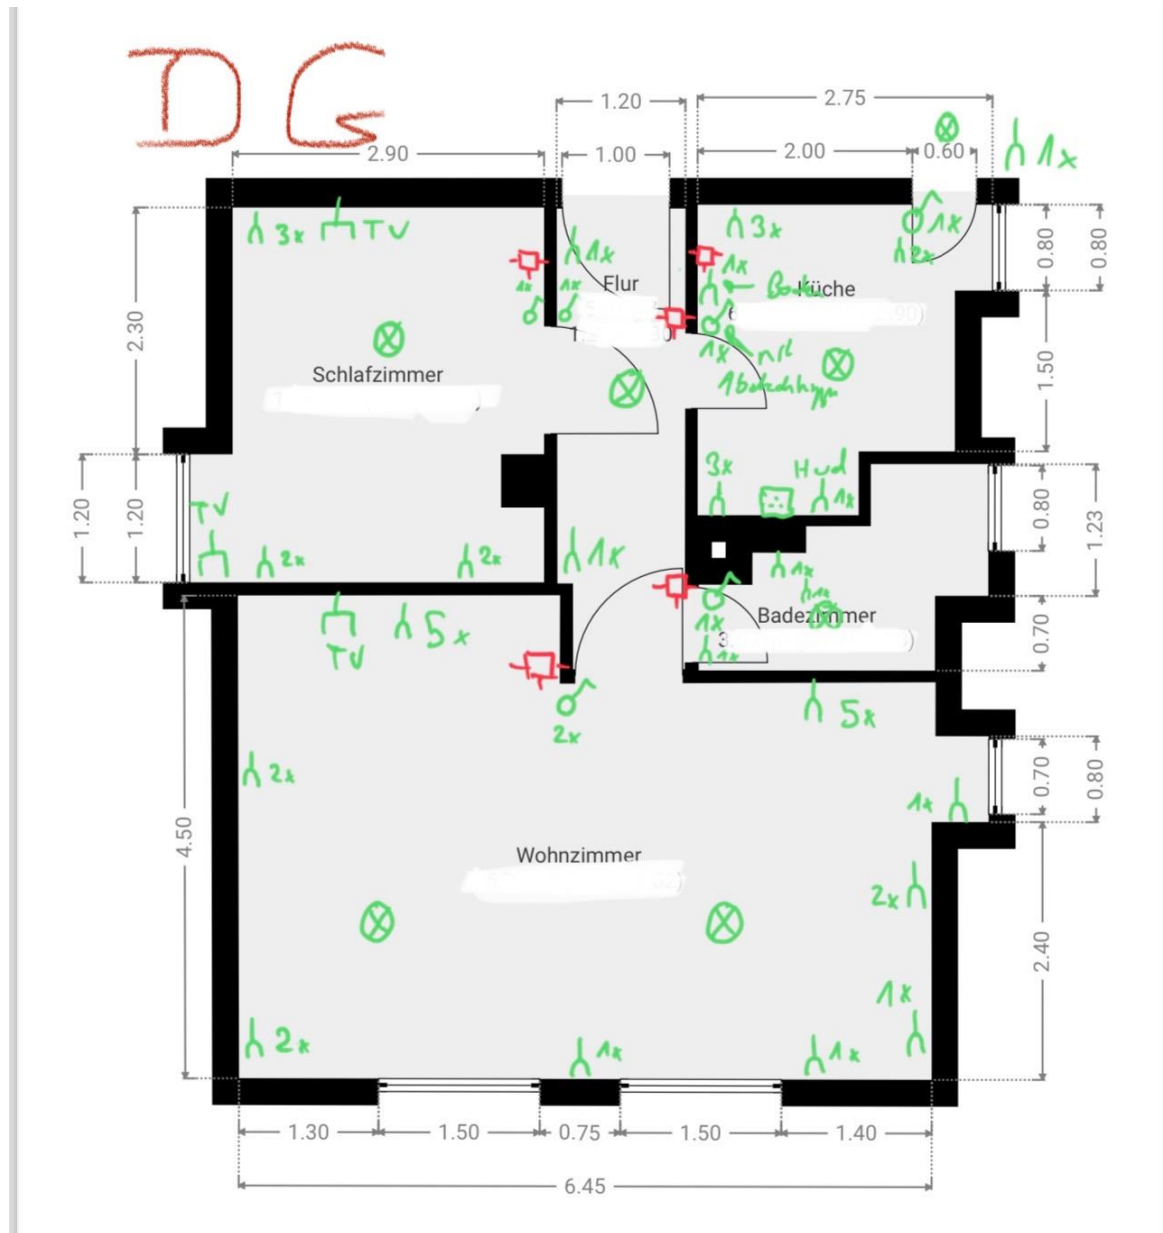 DG
1.20
2.75
2.90
1.00
2.00
0.60
1x
3x
TV
1x
3x
1x
2x
0.80
0.80
1x
1x
1x
Flur
Küche
2.30
1x
mit
Schlafzimmer
1.50
3x
1x
1.20
1.20
TV
2x
2x
1x
0.80
1.23
1x
1x
Badezimmer
1x
1x
0.70
TV
5x
2x
5x
2x
0.70
0.80
1x
4.50
Wohnzimmer
2x
2.40
1x
2x
1x
1x
1.30
1.50
0.75
1.50
1.40
6.45